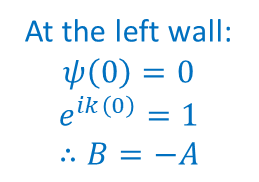 At the left wall:
ψ(0) = 0
e^{ik(0)} = 1
∴ B = −A